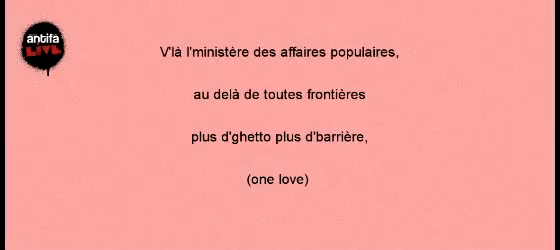 antifa
LIVE
V'là l'ministère des affaires populaires,
au delà de toutes frontières
plus d'ghetto plus d'barrière,
(one love)